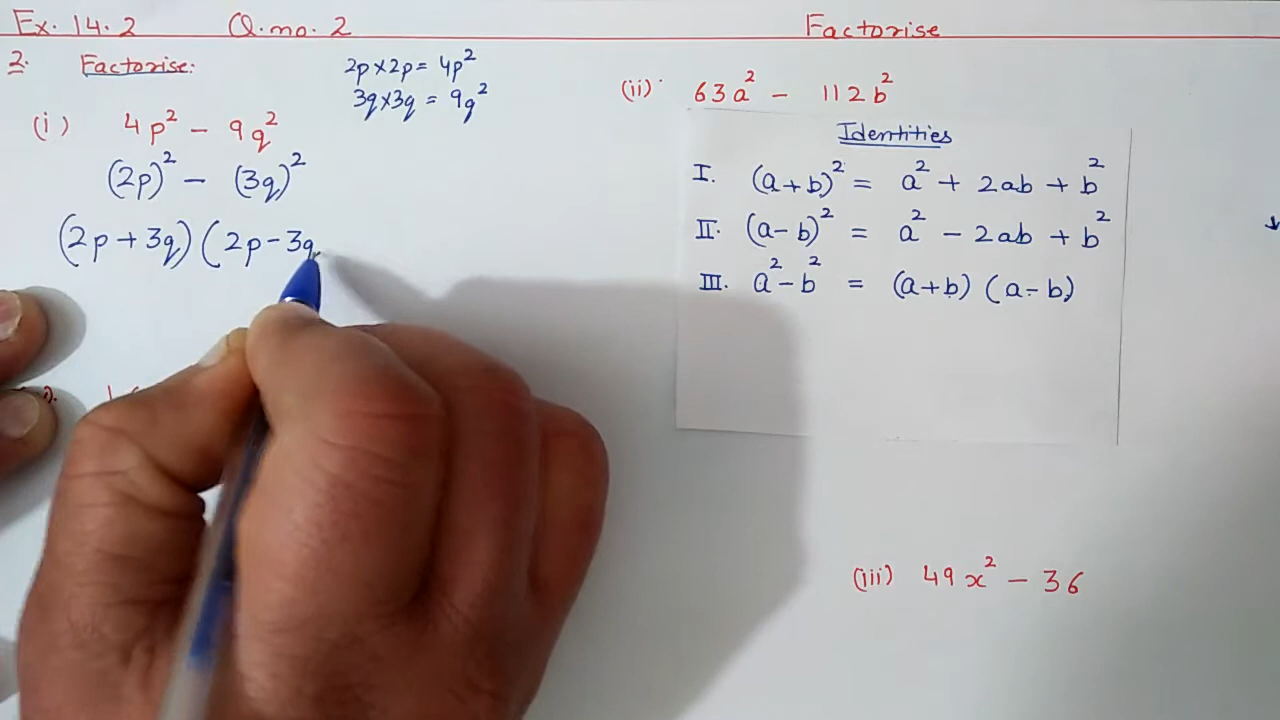 Ex. 14.2 Q.no. 2 Factorise
2. Factorise:
2p×2p = 4p²
3q×3q = 9q²
(i) 4p² - 9q²
(2p)² - (3q)²
(2p+3q)(2p-3q
(ii) 63a² - 112b²
Identities
I. (a+b)² = a² + 2ab + b²
II. (a-b)² = a² - 2ab + b²
III. a²-b² = (a+b) (a-b)
(iii) 49x² - 36